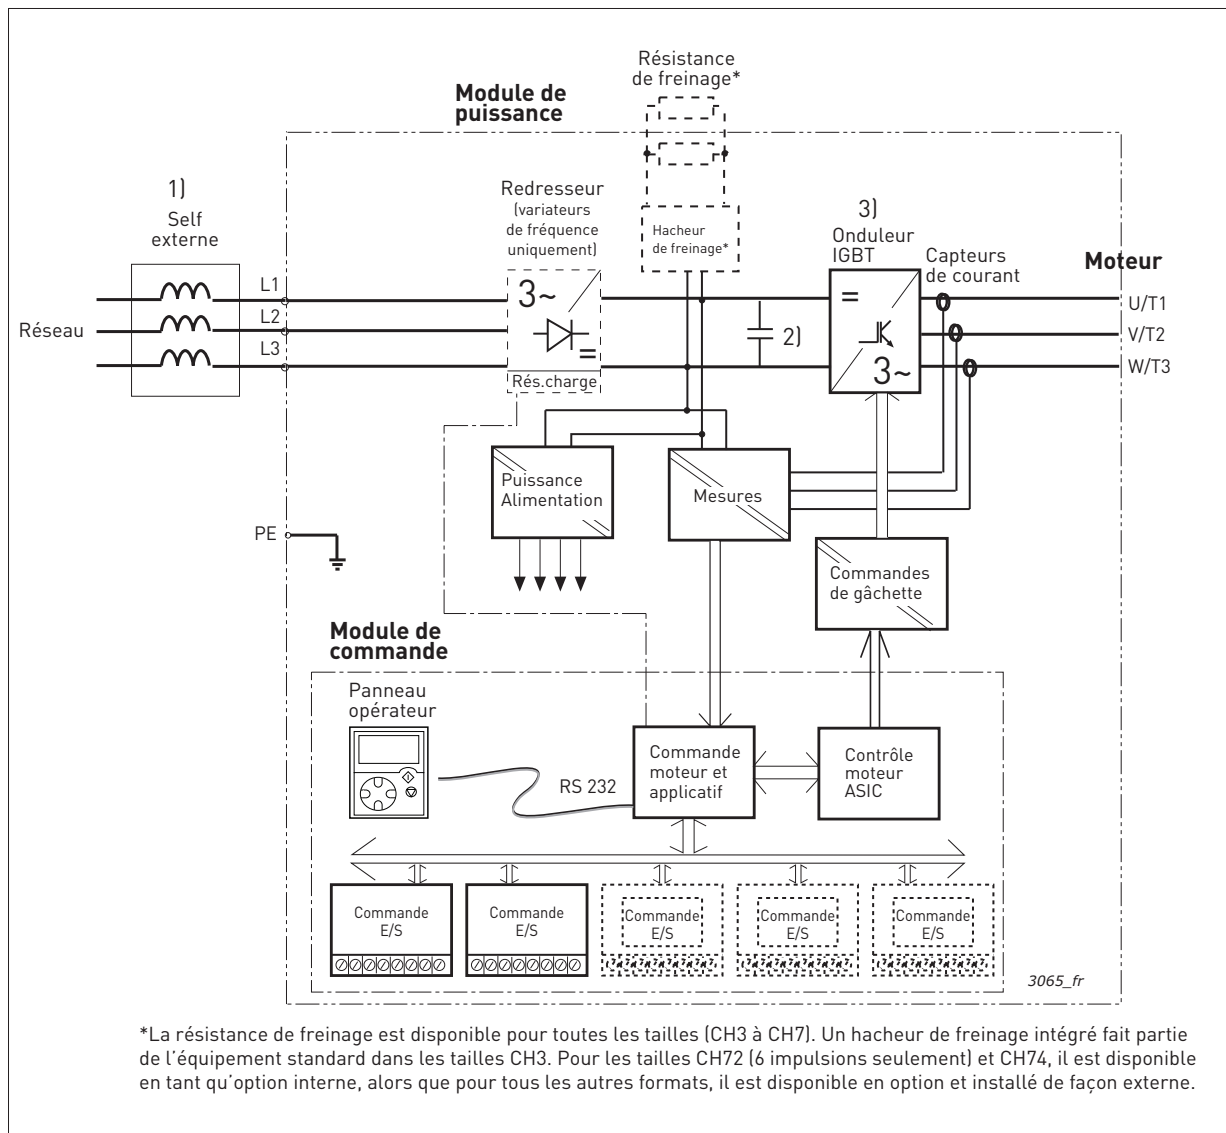 Résistance
de freinage*
Module de
puissance
1)
Self
externe
Redresseur
(variateurs
de fréquence
uniquement)
Hacheur
de freinage*
3)
Onduleur
IGBT
Capteurs
de courant
Moteur
Réseau
L1
L2
L3
3~
=
Rés.charge
2)
=
3~
U/T1
V/T2
W/T3
Puissance
Alimentation
Mesures
PE
Commandes
de gâchette
Module de
commande
Panneau
opérateur
RS 232
Commande
moteur et
applicatif
Contrôle
moteur
ASIC
Commande
E/S
Commande
E/S
Commande
E/S
Commande
E/S
Commande
E/S
3065_fr
*La résistance de freinage est disponible pour toutes les tailles (CH3 à CH7). Un hacheur de freinage intégré fait partie
de l'équipement standard dans les tailles CH3. Pour les tailles CH72 (6 impulsions seulement) et CH74, il est disponible
en tant qu'option interne, alors que pour tous les autres formats, il est disponible en option et installé de façon externe.